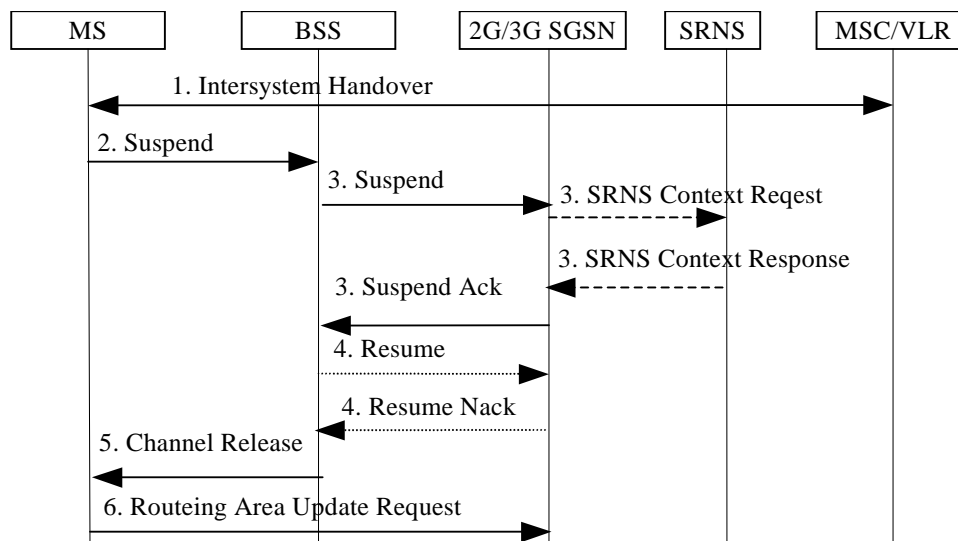 MS
BSS
2G/3G SGSN
SRNS
MSC/VLR
1. Intersystem Handover
2. Suspend
3. Suspend
3. SRNS Context Reqest
3. SRNS Context Response
3. Suspend Ack
4. Resume
4. Resume Nack
5. Channel Release
6. Routeing Area Update Request